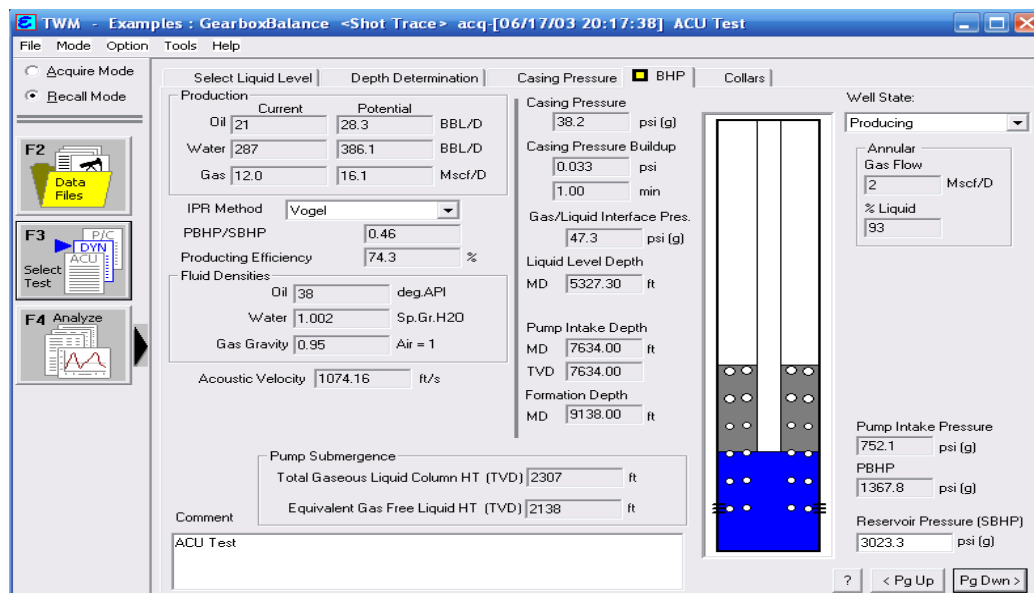 TWM - Examples : GearboxBalance <Shot Trace> acq-[06/17/03 20:17:38] ACU Test
File Mode Option Tools Help
Acquire Mode
Recall Mode
F2
Data
Files
F3
P/C
DYN
ACU
Select
Test
F4 Analyze
Select Liquid Level
Depth Determination
Casing Pressure
BHP
Collars
Production
Current Potential
Oil 21 28.3 BBL/D
Water 287 386.1 BBL/D
Gas 12.0 16.1 Mscf/D
IPR Method Vogel
PBHP/SBHP 0.46
Producing Efficiency 74.3 %
Fluid Densities
Oil 38 deg.API
Water 1.002 Sp.Gr.H2O
Gas Gravity 0.95 Air = 1
Acoustic Velocity 1074.16 ft/s
Casing Pressure
38.2 psi (g)
Casing Pressure Buildup
0.033 psi
1.00 min
Gas/Liquid Interface Pres.
47.3 psi (g)
Liquid Level Depth
MD 5327.30 ft
Pump Intake Depth
MD 7634.00 ft
TVD 7634.00
Formation Depth
MD 9138.00 ft
Pump Submergence
Total Gaseous Liquid Column HT (TVD) 2307 ft
Equivalent Gas Free Liquid HT (TVD) 2138 ft
Comment
ACU Test
Well State:
Producing
Annular
Gas Flow
2 Mscf/D
% Liquid
93
Pump Intake Pressure
752.1 psi (g)
PBHP
1367.8 psi (g)
Reservoir Pressure (SBHP)
3023.3 psi (g)
? < Pg Up Pg Dwn >